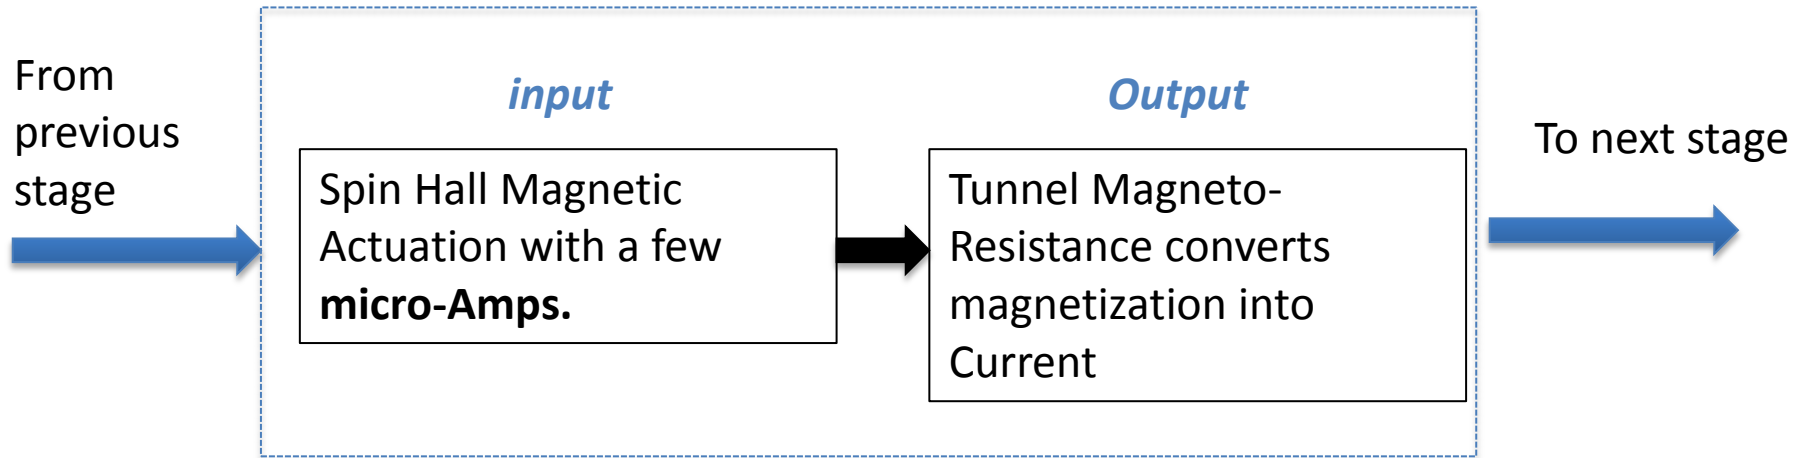 From
previous
stage
input
Spin Hall Magnetic
Actuation with a few
micro-Amps.
Output
Tunnel Magneto-
Resistance converts
magnetization into
Current
To next stage